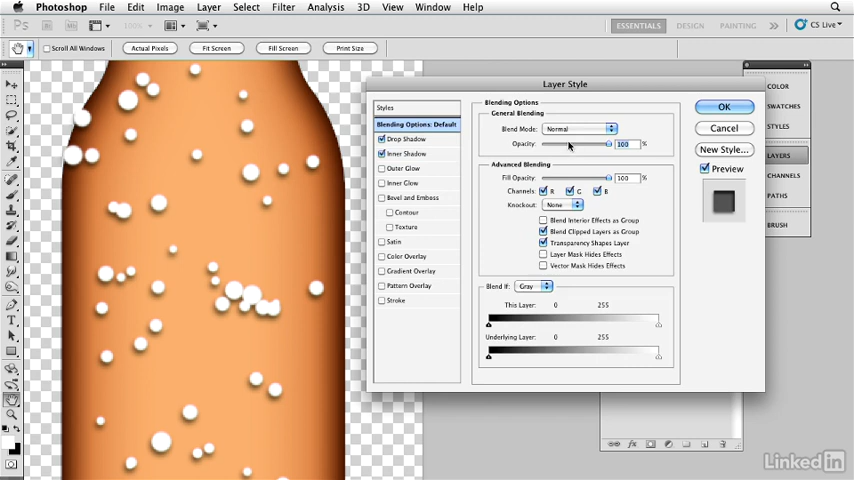 Photoshop File Edit Image Layer Select Filter Analysis 3D View Window Help
Ps 100% ESSENTIALS DESIGN PAINTING >> CS Live
Scroll All Windows Actual Pixels Fit Screen Fill Screen Print Size
Layer Style
Styles
Blending Options: Default
Drop Shadow
Inner Shadow
Outer Glow
Inner Glow
Bevel and Emboss
Contour
Texture
Satin
Color Overlay
Gradient Overlay
Pattern Overlay
Stroke
Blending Options
General Blending
Blend Mode: Normal
Opacity: 100 %
Advanced Blending
Fill Opacity: 100 %
Channels: R G B
Knockout: None
Blend Interior Effects as Group
Blend Clipped Layers as Group
Transparency Shapes Layer
Layer Mask Hides Effects
Vector Mask Hides Effects
Blend If: Gray
This Layer: 0 255
Underlying Layer: 0 255
OK
Cancel
New Style...
Preview
COLOR
SWATCHES
STYLES
LAYERS
CHANNELS
PATHS
BRUSH
fx
Linked in